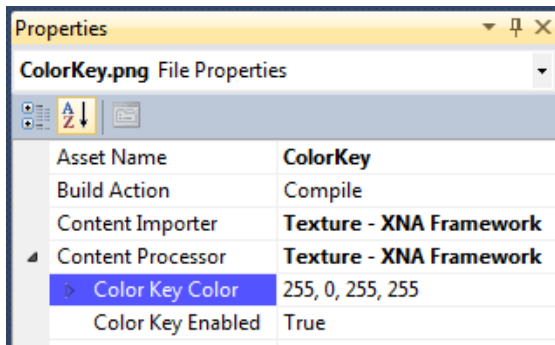 Properties
ColorKey.png File Properties
Asset Name ColorKey
Build Action Compile
Content Importer Texture - XNA Framework
Content Processor Texture - XNA Framework
Color Key Color 255, 0, 255, 255
Color Key Enabled True